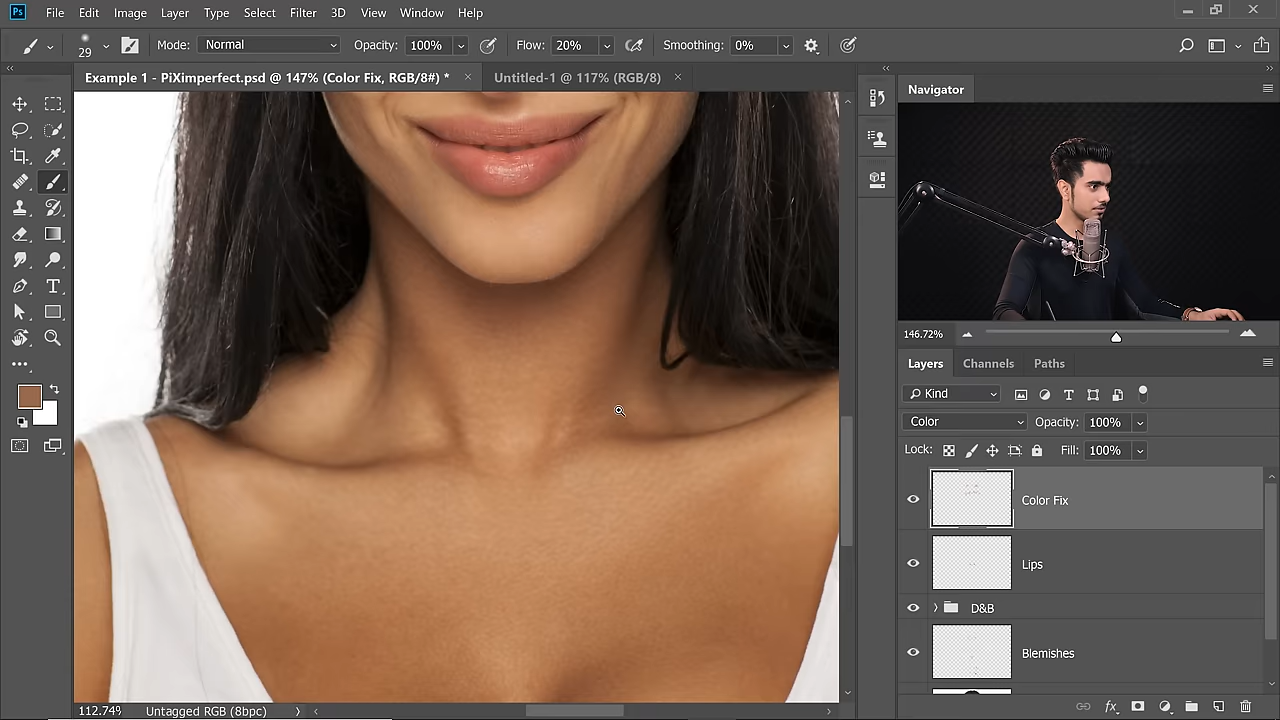 Ps File Edit Image Layer Type Select Filter 3D View Window Help
29 Mode: Normal Opacity: 100% Flow: 20% Smoothing: 0%
Example 1 - PiXimperfect.psd @ 147% (Color Fix, RGB/8#) * × Untitled-1 @ 117% (RGB/8) ×
Navigator
146.72%
Layers Channels Paths
Kind
Color Opacity: 100%
Lock: Fill: 100%
Color Fix
Lips
D&B
Blemishes
112.74% Untagged RGB (8bpc)
fx